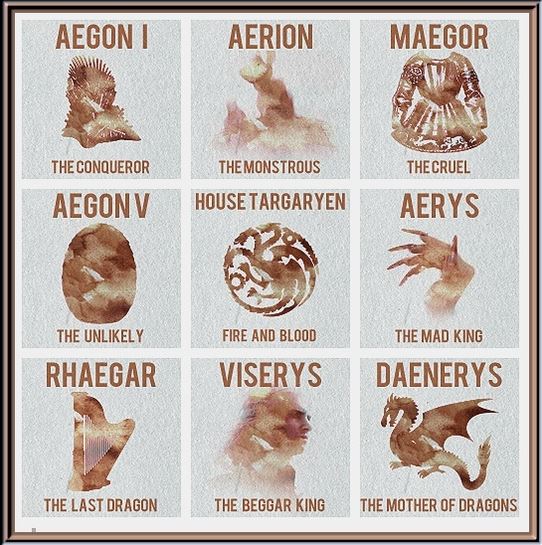 AEGON I
THE CONQUEROR
AERION
THE MONSTROUS
MAEGOR
THE CRUEL
AEGON V
THE UNLIKELY
HOUSE TARGARYEN
FIRE AND BLOOD
AERYS
THE MAD KING
RHAEGAR
THE LAST DRAGON
VISERYS
THE BEGGAR KING
DAENERYS
THE MOTHER OF DRAGONS